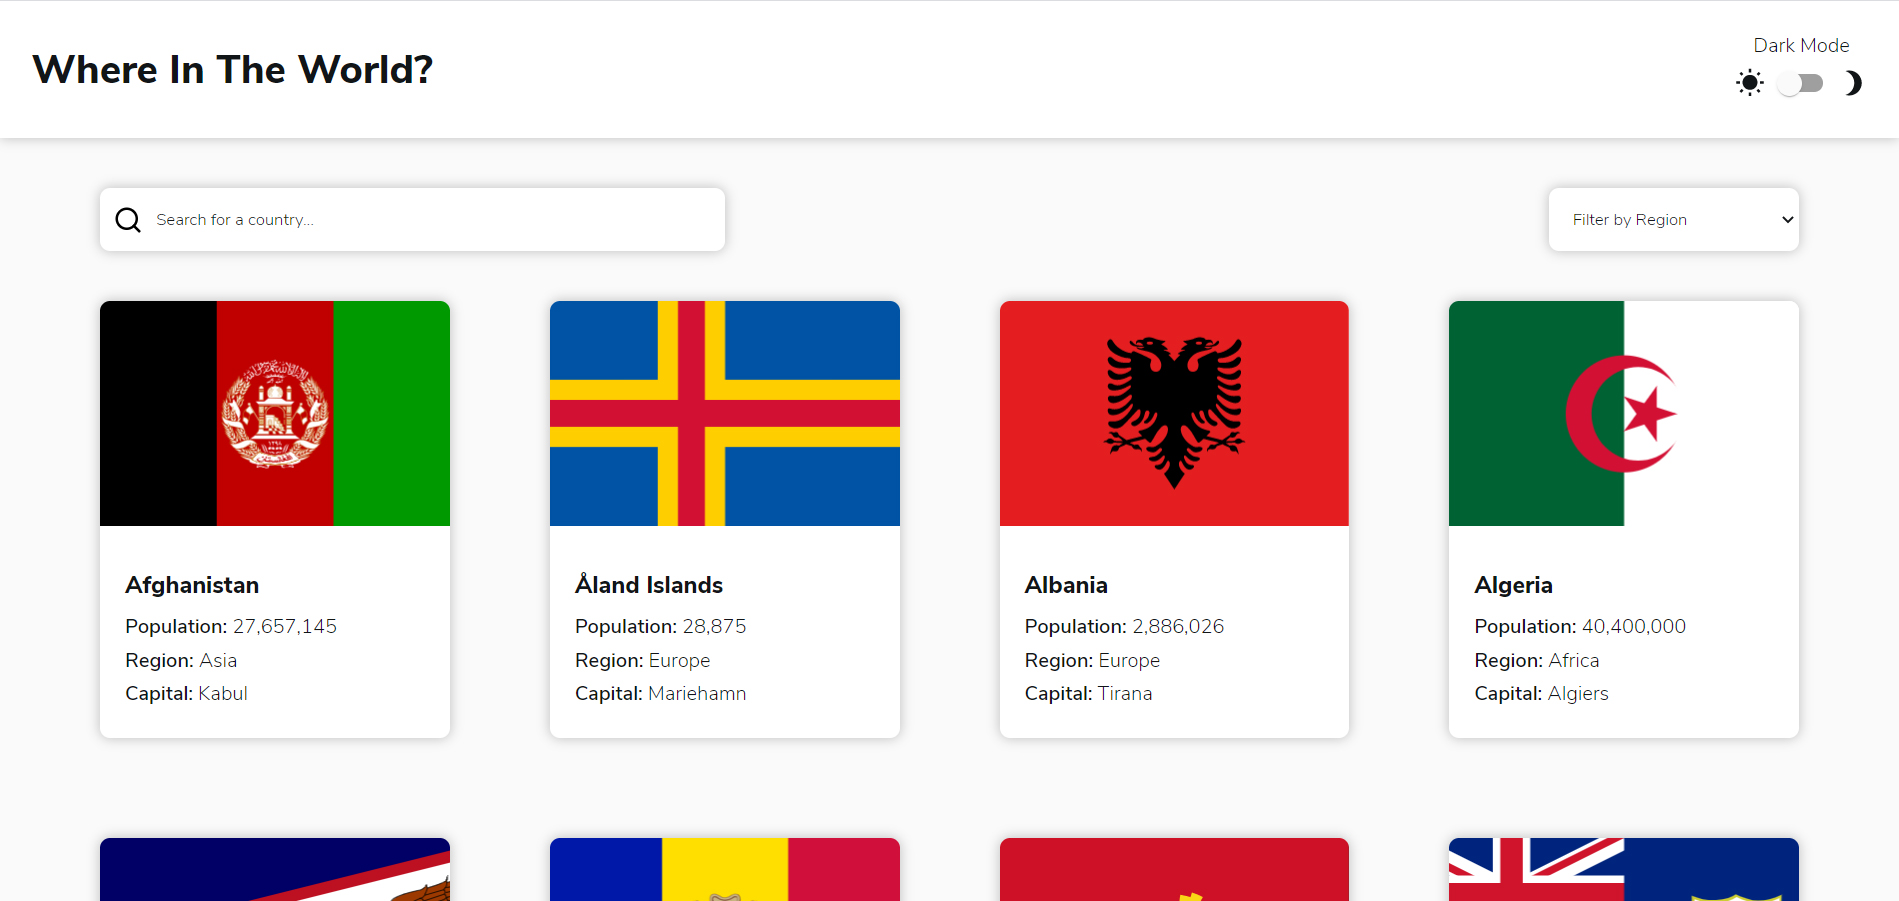 Where In The World?
Dark Mode
Search for a country...
Filter by Region
Afghanistan
Population: 27,657,145
Region: Asia
Capital: Kabul
Åland Islands
Population: 28,875
Region: Europe
Capital: Mariehamn
Albania
Population: 2,886,026
Region: Europe
Capital: Tirana
Algeria
Population: 40,400,000
Region: Africa
Capital: Algiers